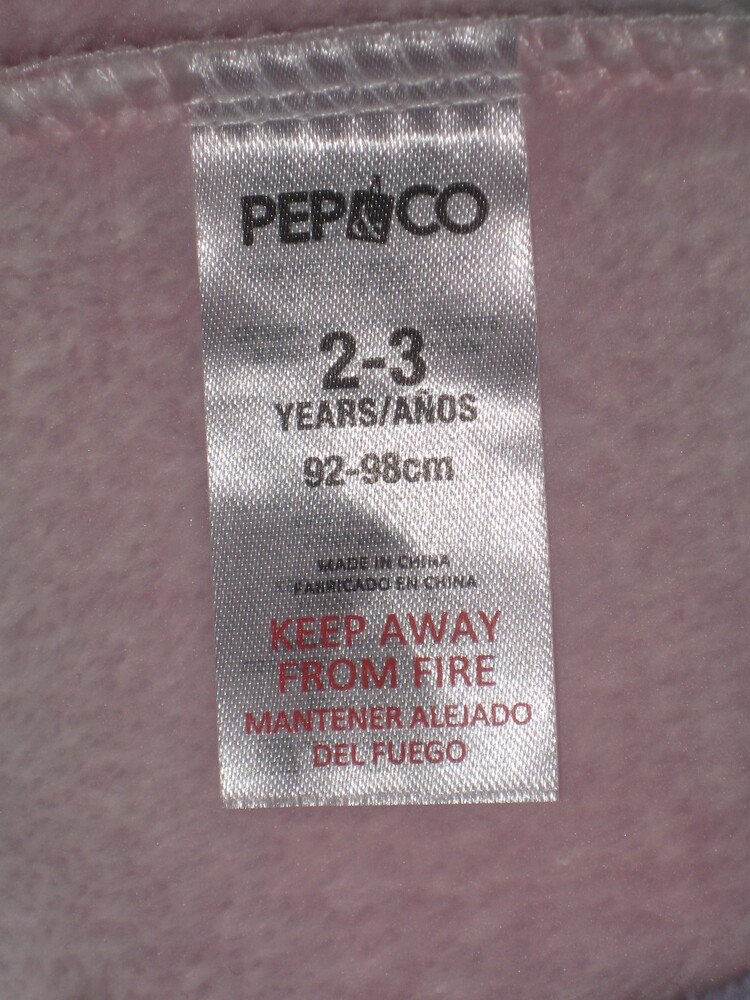 PEP&CO
2-3
YEARS/AÑOS
92-98cm
MADE IN CHINA
FABRICADO EN CHINA
KEEP AWAY
FROM FIRE
MANTENER ALEJADO
DEL FUEGO